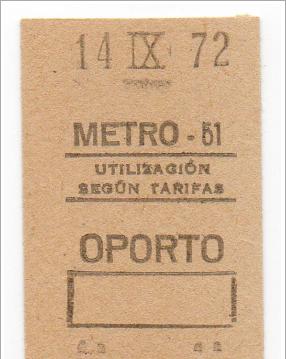 14 IX 72
METRO - 51
UTILIZACIÓN
SEGÚN TARIFAS
OPORTO